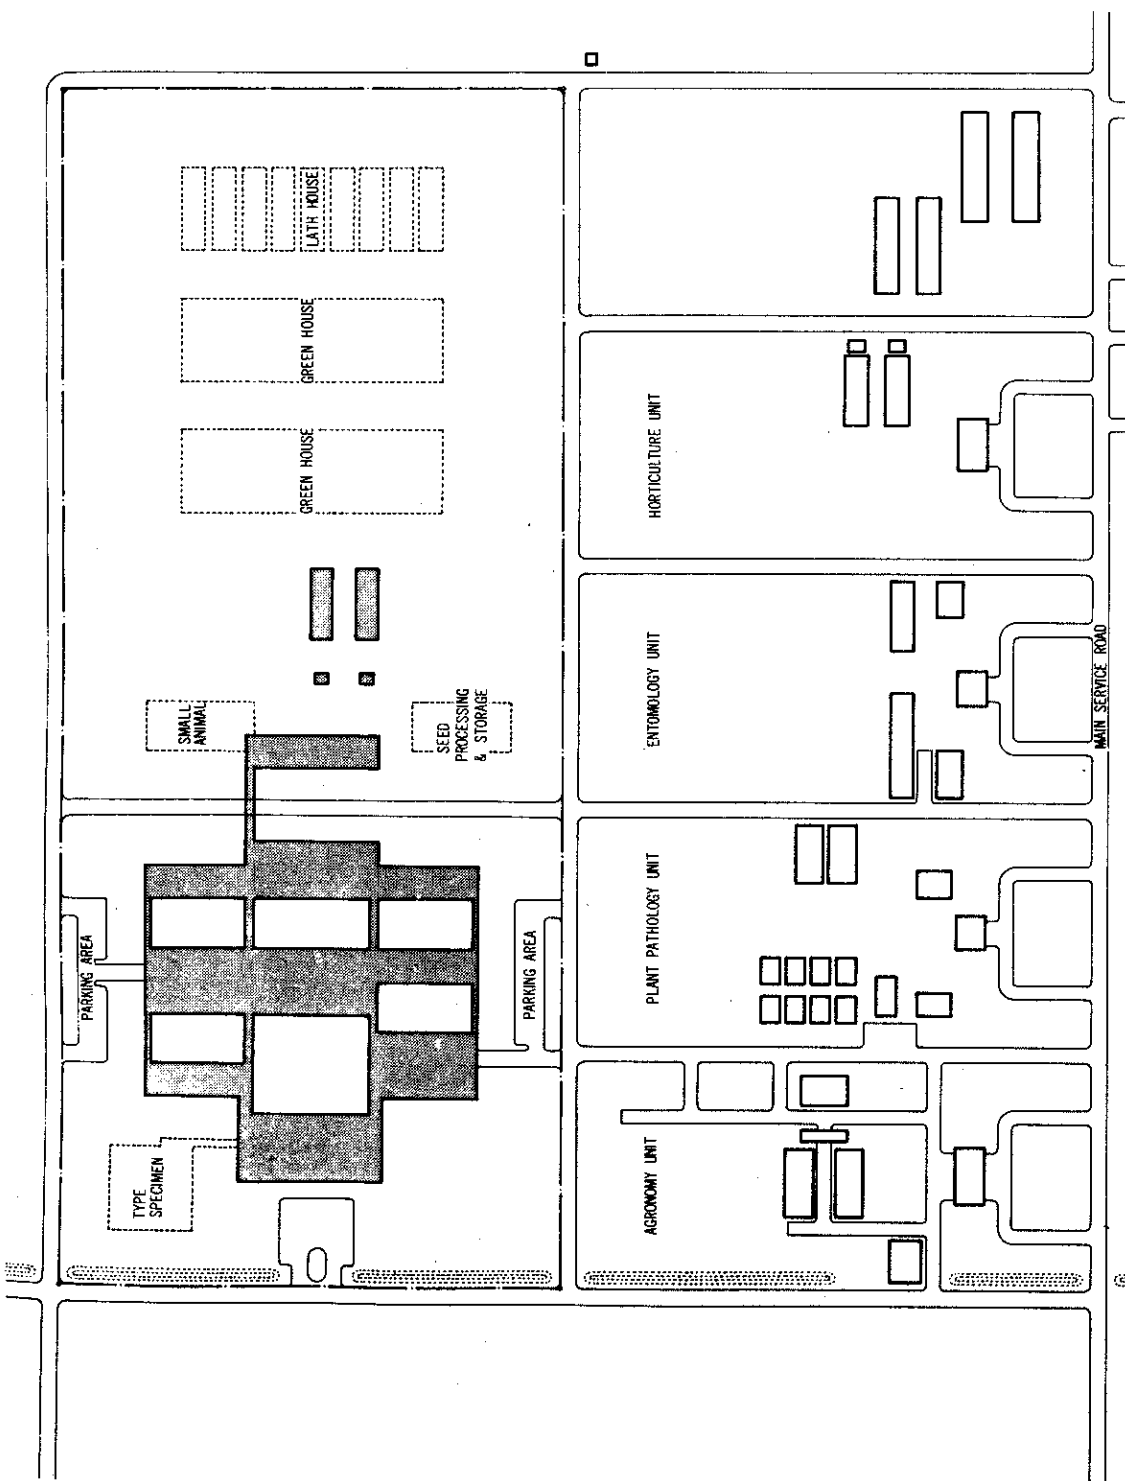 LATH HOUSE
GREEN HOUSE
GREEN HOUSE
SMALL
ANIMAL
SEED
PROCESSING
& STORAGE
PARKING AREA
PARKING AREA
TYPE
SPECIMEN
HORTICULTURE UNIT
ENTOMOLOGY UNIT
PLANT PATHOLOGY UNIT
AGRONOMY UNIT
MAIN SERVICE ROAD